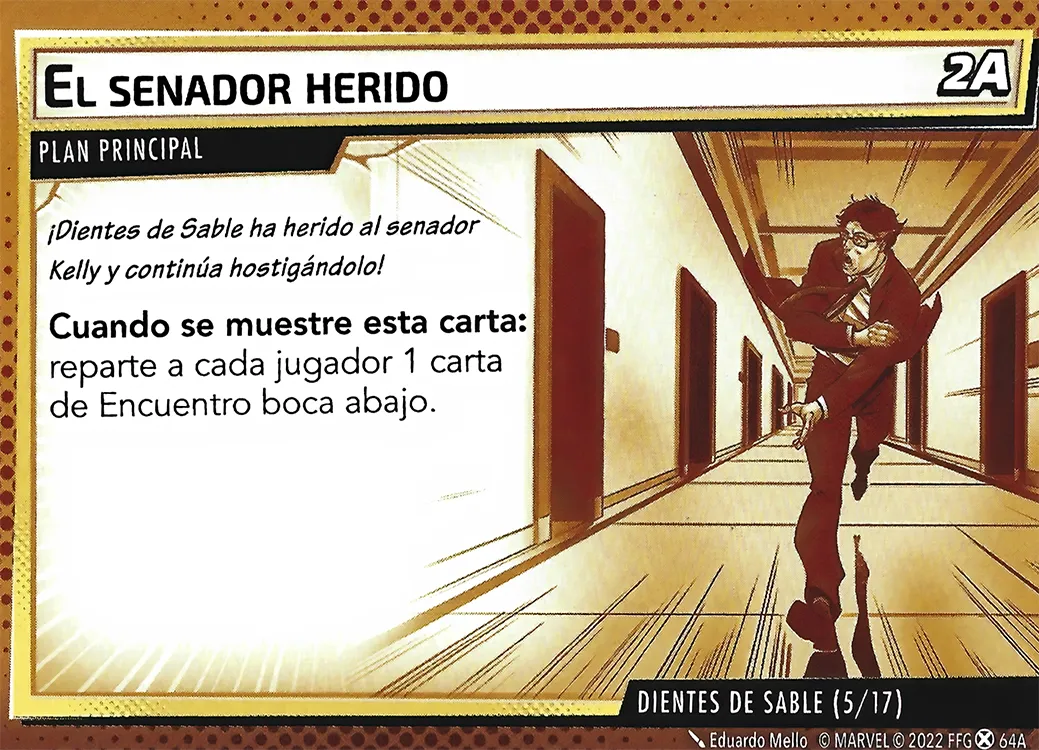 EL SENADOR HERIDO
2A
PLAN PRINCIPAL
¡Dientes de Sable ha herido al senador
Kelly y continúa hostigándolo!
Cuando se muestre esta carta:
reparte a cada jugador 1 carta
de Encuentro boca abajo.
DIENTES DE SABLE (5/17)
Eduardo Mello © MARVEL © 2022 FFG 64A